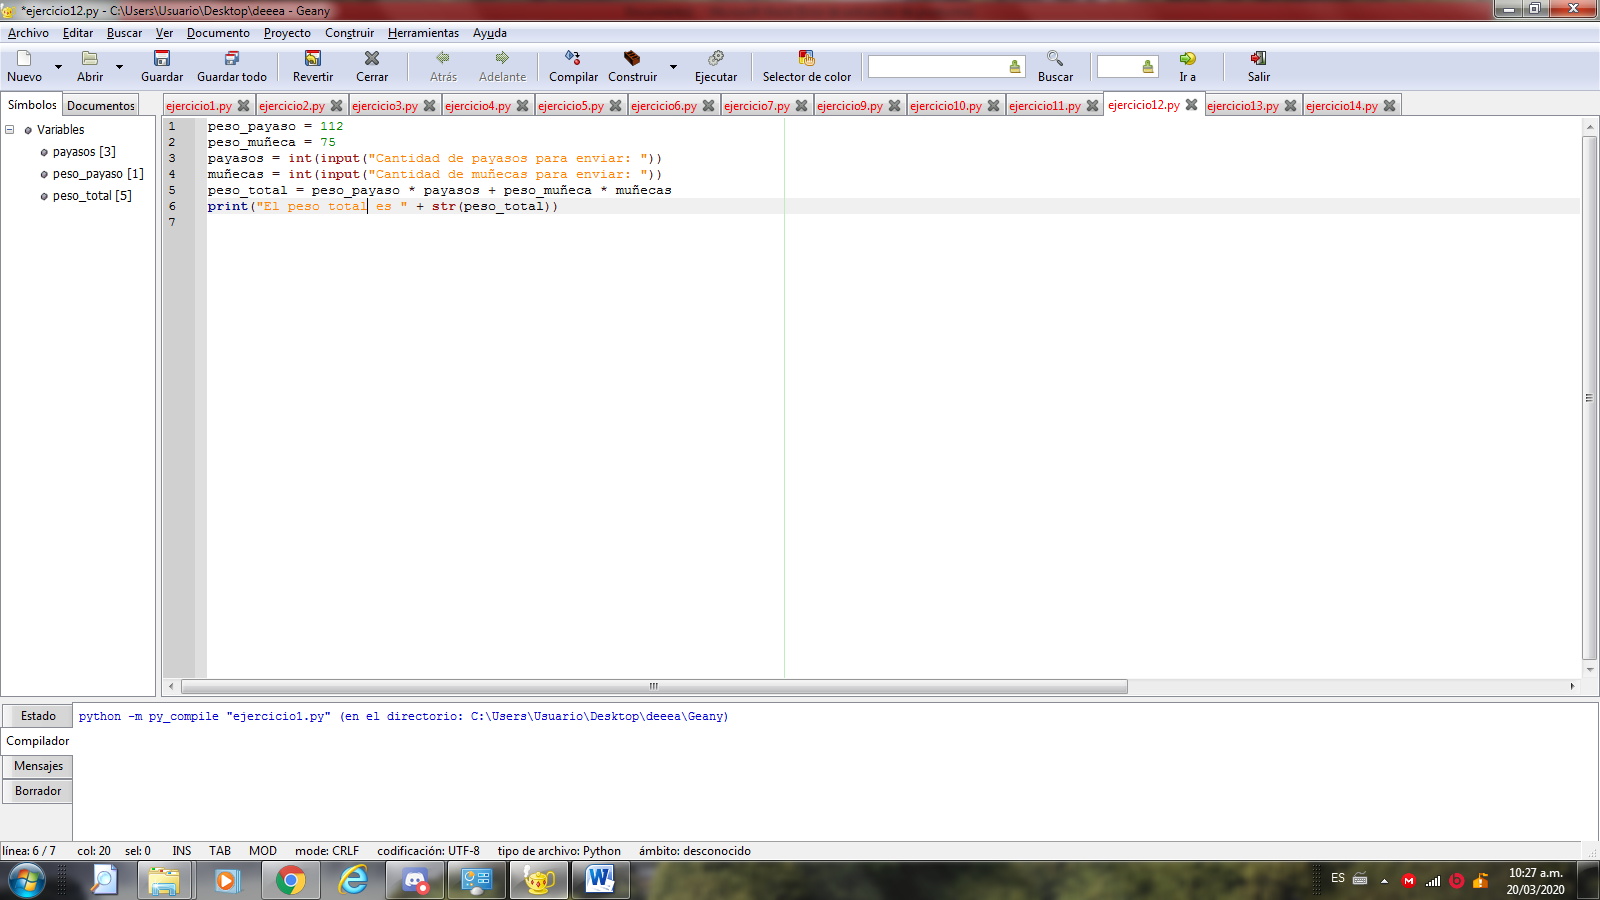 *ejercicio12.py - C:\Users\Usuario\Desktop\deeea - Geany
Archivo Editar Buscar Ver Documento Proyecto Construir Herramientas Ayuda
Nuevo Abrir Guardar Guardar todo Revertir Cerrar Atrás Adelante Compilar Construir Ejecutar Selector de color Buscar Ir a Salir
Símbolos Documentos
ejercicio1.py ejercicio2.py ejercicio3.py ejercicio4.py ejercicio5.py ejercicio6.py ejercicio7.py ejercicio9.py ejercicio10.py ejercicio11.py ejercicio12.py ejercicio13.py ejercicio14.py
Variables
payasos [3]
peso_payaso [1]
peso_total [5]
1 peso_payaso = 112
2 peso_muñeca = 75
3 payasos = int(input("Cantidad de payasos para enviar: "))
4 muñecas = int(input("Cantidad de muñecas para enviar: "))
5 peso_total = peso_payaso * payasos + peso_muñeca * muñecas
6 print("El peso total es " + str(peso_total))
7
Estado
Compilador
Mensajes
Borrador
python -m py_compile "ejercicio1.py" (en el directorio: C:\Users\Usuario\Desktop\deeea\Geany)
línea: 6 / 7 col: 20 sel: 0 INS TAB MOD mode: CRLF codificación: UTF-8 tipo de archivo: Python ámbito: desconocido
ES
10:27 a.m.
20/03/2020